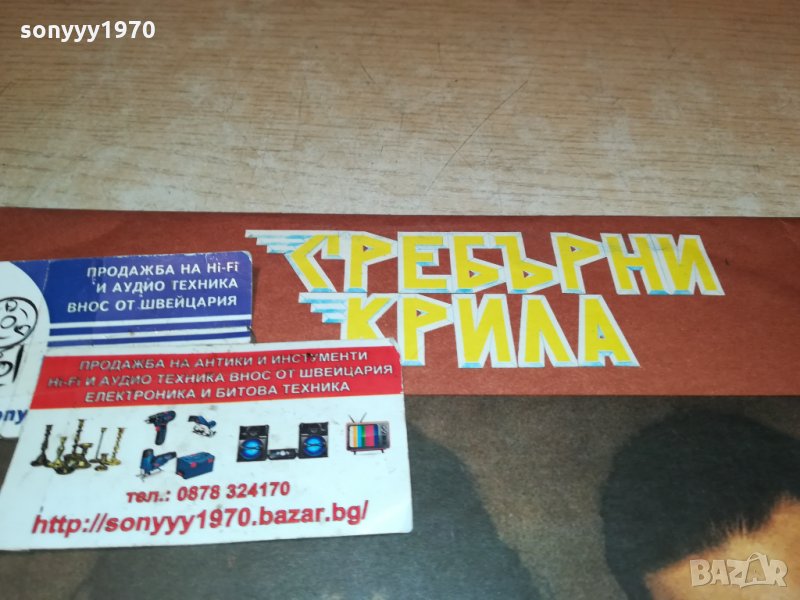 sonyyy1970
СРЕБЪРНИ
КРИЛА
ПРОДАЖБА НА Hi-Fi
И АУДИО ТЕХНИКА
ВНОС ОТ ШВЕЙЦАРИЯ
ПРОДАЖБА НА АНТИКИ И ИНСТУМЕНТИ
Hi-Fi И АУДИО ТЕХНИКА ВНОС ОТ ШВЕЙЦАРИЯ
ЕЛЕКТРОНИКА И БИТОВА ТЕХНИКА
тел.: 0878 324170
http://sonyyy1970.bazar.bg/
BAZAR